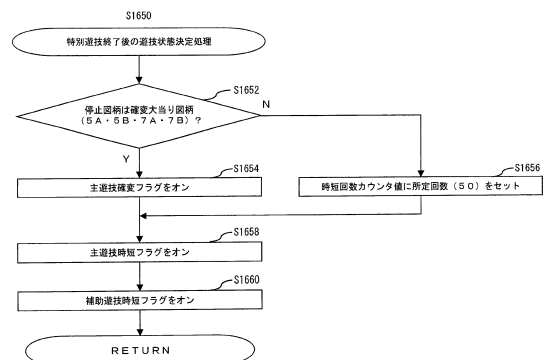 S1650
特別遊技終了後の遊技状態決定処理
S1652
停止図柄は確変大当り図柄
(5A・5B・7A・7B)？
N
Y
S1654
主遊技確変フラグをオン
S1656
時短回数カウンタ値に所定回数(50)をセット
S1658
主遊技時短フラグをオン
S1660
補助遊技時短フラグをオン
RETURN